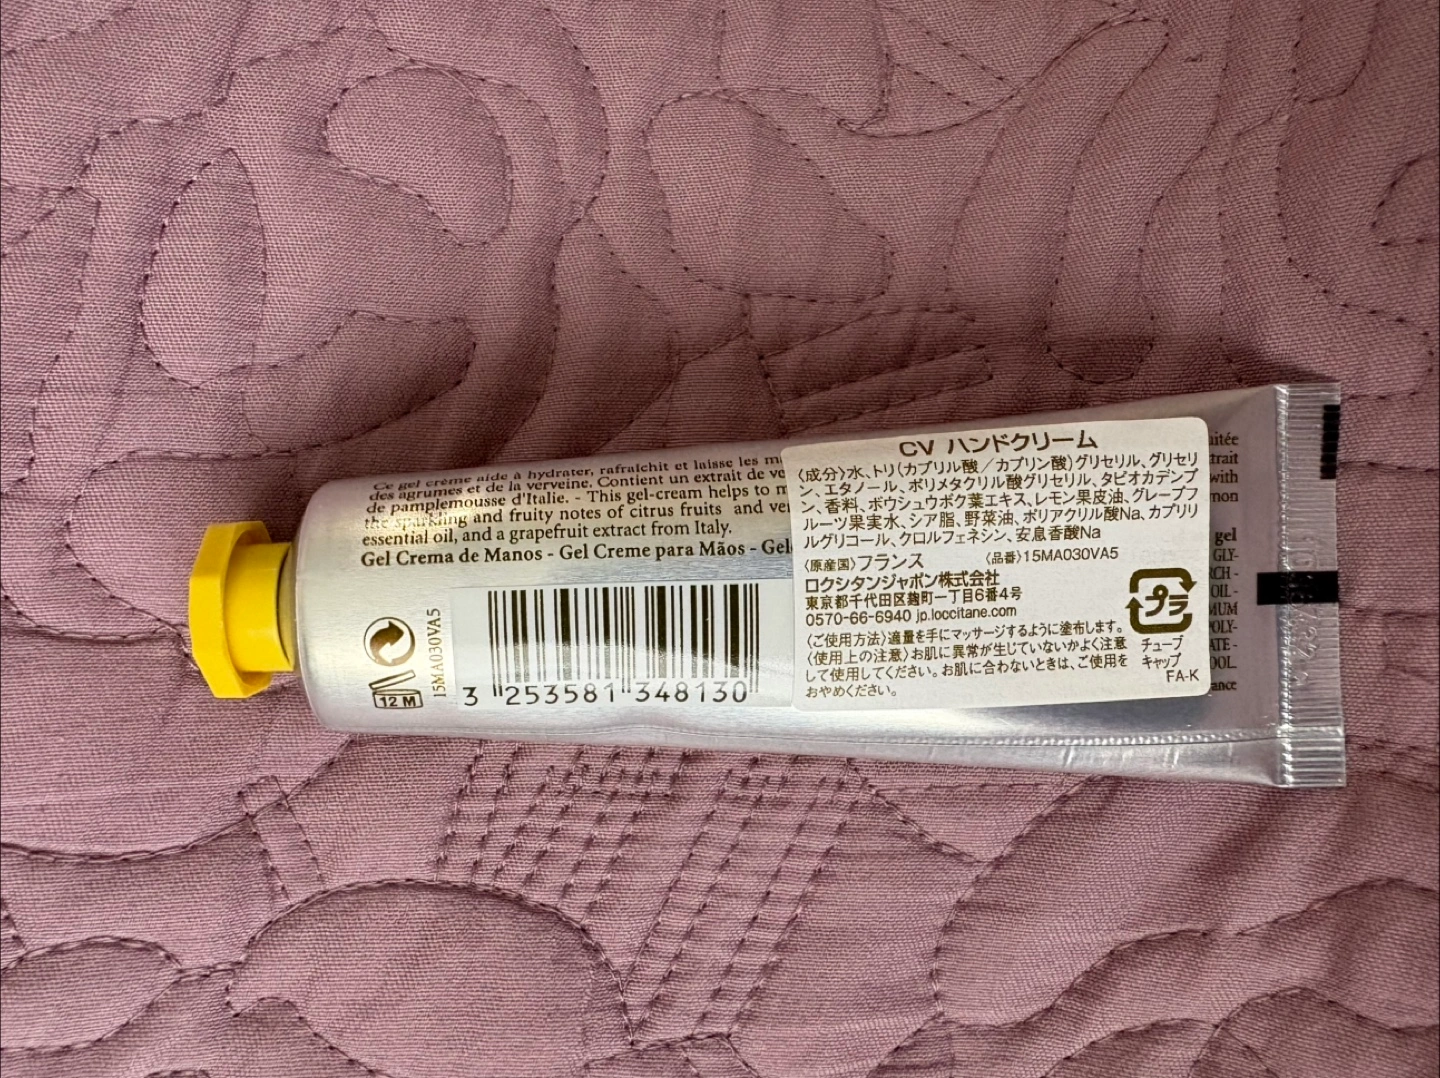 Ce gel crème aide à hydrater, rafraîchit et laisse les
des agrumes et de la verveine. Contient un extrait de
de pamplemousse d'Italie. - This gel-cream helps to
the sparkling and fruity notes of citrus fruits and
essential oil, and a grapefruit extract from Italy.
Gel Crema de Manos - Gel Creme para Mãos - Gel
12 M
15MA030VA5
3 253581 348130
CV ハンドクリーム
〈成分〉水、トリ(カプリル酸／カプリン酸)グリセリル、グリセリ
ン、エタノール、ポリメタクリル酸グリセリル、タピオカデンプ
ン、香料、ボウシュウボク葉エキス、レモン果皮油、グレープフ
ルーツ果実水、シア脂、野菜油、ポリアクリル酸Na、カプリリ
ルグリコール、クロルフェネシン、安息香酸Na
〈原産国〉フランス 〈品番〉15MA030VA5
ロクシタンジャポン株式会社
東京都千代田区麹町一丁目6番4号
0570-66-6940 jp.loccitane.com
〈ご使用方法〉適量を手にマッサージするように塗布します。
〈使用上の注意〉お肌に異常が生じていないかよく注意
して使用してください。お肌に合わないときは、ご使用を
おやめください。
プラ
チューブ
キャップ
FA-K
with
gel